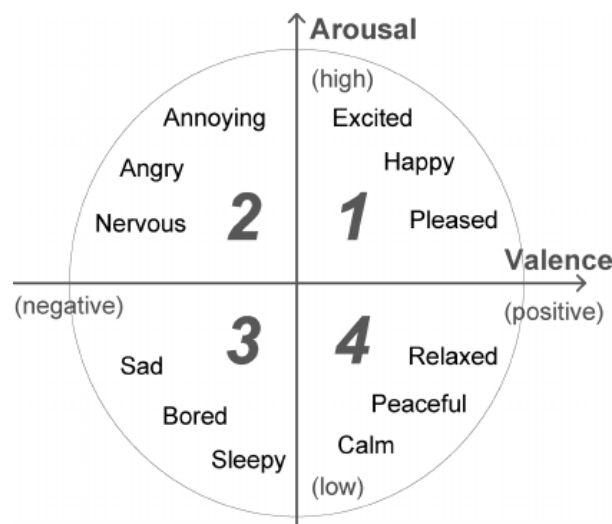 Arousal
(high)
Annoying
Excited
Angry
Happy
Nervous
2
1
Pleased
Valence
(negative)
(positive)
3
4
Sad
Relaxed
Bored
Peaceful
Sleepy
Calm
(low)